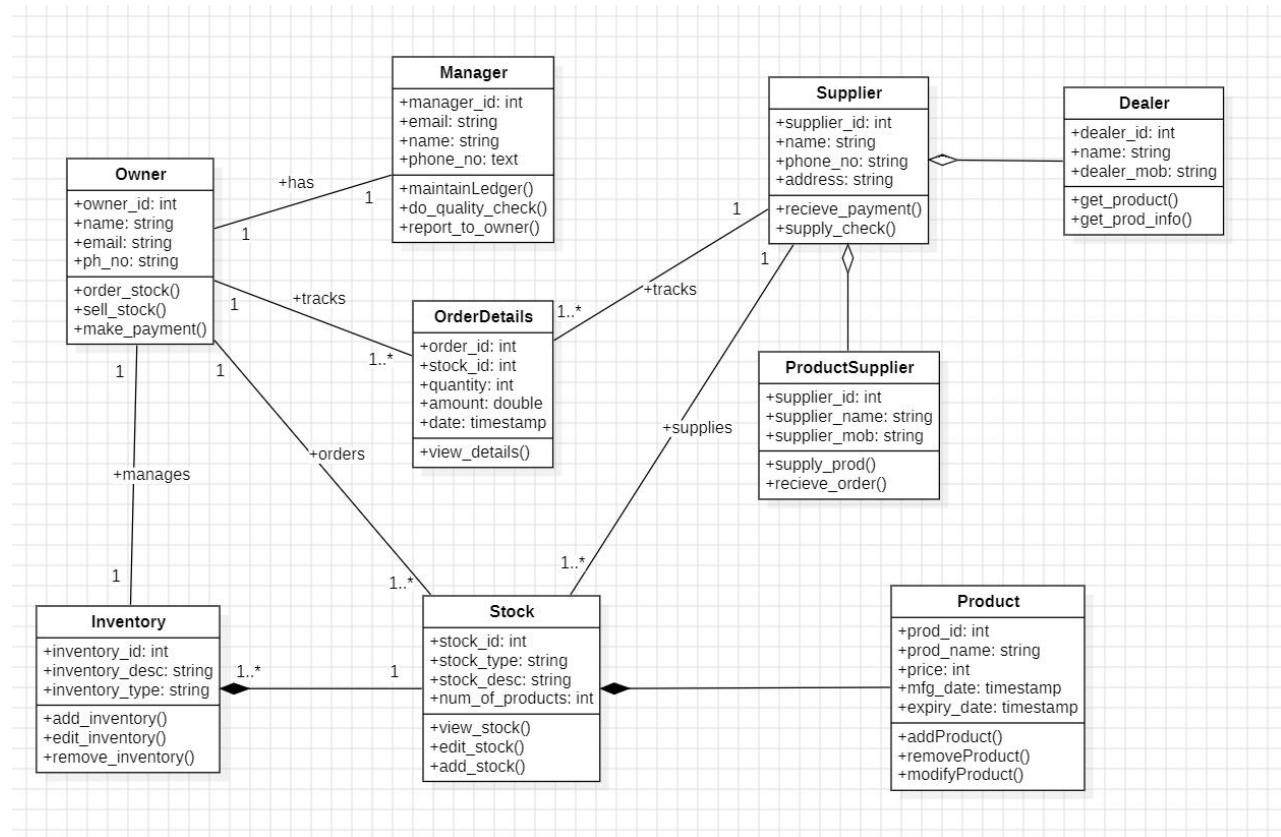 Manager
+manager_id: int
+email: string
+name: string
+phone_no: text
+maintainLedger()
+do_quality_check()
+report_to_owner()
Supplier
+supplier_id: int
+name: string
+phone_no: string
+address: string
+recieve_payment()
+supply_check()
Dealer
+dealer_id: int
+name: string
+dealer_mob: string
+get_product()
+get_prod_info()
Owner
+owner_id: int
+name: string
+email: string
+ph_no: string
+order_stock()
+sell_stock()
+make_payment()
+has
1
1
+tracks
1
1..*
OrderDetails
+order_id: int
+stock_id: int
+quantity: int
+amount: double
+date: timestamp
+view_details()
1
+tracks
1..*
1
+supplies
1..*
ProductSupplier
+supplier_id: int
+supplier_name: string
+supplier_mob: string
+supply_prod()
+recieve_order()
1
+manages
1
1
+orders
1..*
Inventory
+inventory_id: int
+inventory_desc: string
+inventory_type: string
+add_inventory()
+edit_inventory()
+remove_inventory()
1..*
1
Stock
+stock_id: int
+stock_type: string
+stock_desc: string
+num_of_products: int
+view_stock()
+edit_stock()
+add_stock()
Product
+prod_id: int
+prod_name: string
+price: int
+mfg_date: timestamp
+expiry_date: timestamp
+addProduct()
+removeProduct()
+modifyProduct()